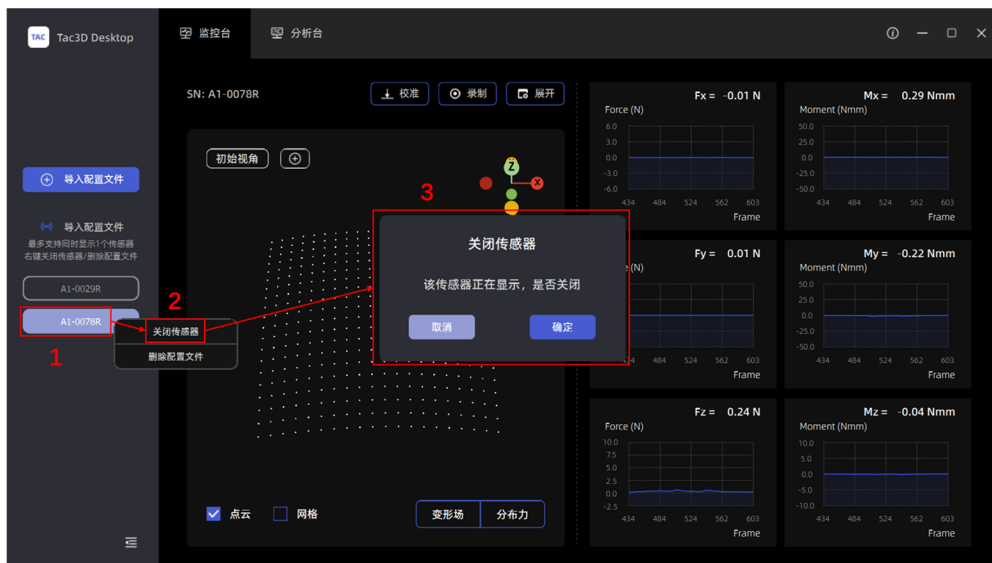 TAC Tac3D Desktop
监控台
分析台
SN: A1-0078R
校准
录制
展开
初始视角
导入配置文件
导入配置文件
最多支持同时显示1个传感器
右键关闭传感器/删除配置文件
A1-0029R
A1-0078R
1
2
关闭传感器
删除配置文件
Z
X
3
关闭传感器
该传感器正在显示，是否关闭
取消
确定
点云
网格
变形场
分布力
Fx = -0.01 N
Force (N)
6.0
3.0
0.0
-3.0
-6.0
434 484 524 562 603
Frame
Mx = 0.29 Nmm
Moment (Nmm)
50.0
25.0
0.0
-25.0
-50.0
434 484 524 562 603
Frame
Fy = 0.01 N
(N)
484 524 562 603
Frame
My = -0.22 Nmm
Moment (Nmm)
50.0
25.0
0.0
-25.0
-50.0
434 484 524 562 603
Frame
Fz = 0.24 N
Force (N)
10.0
7.5
5.0
2.5
0.0
-2.5
434 484 524 562 603
Frame
Mz = -0.04 Nmm
Moment (Nmm)
10.0
5.0
0.0
-5.0
-10.0
434 484 524 562 603
Frame